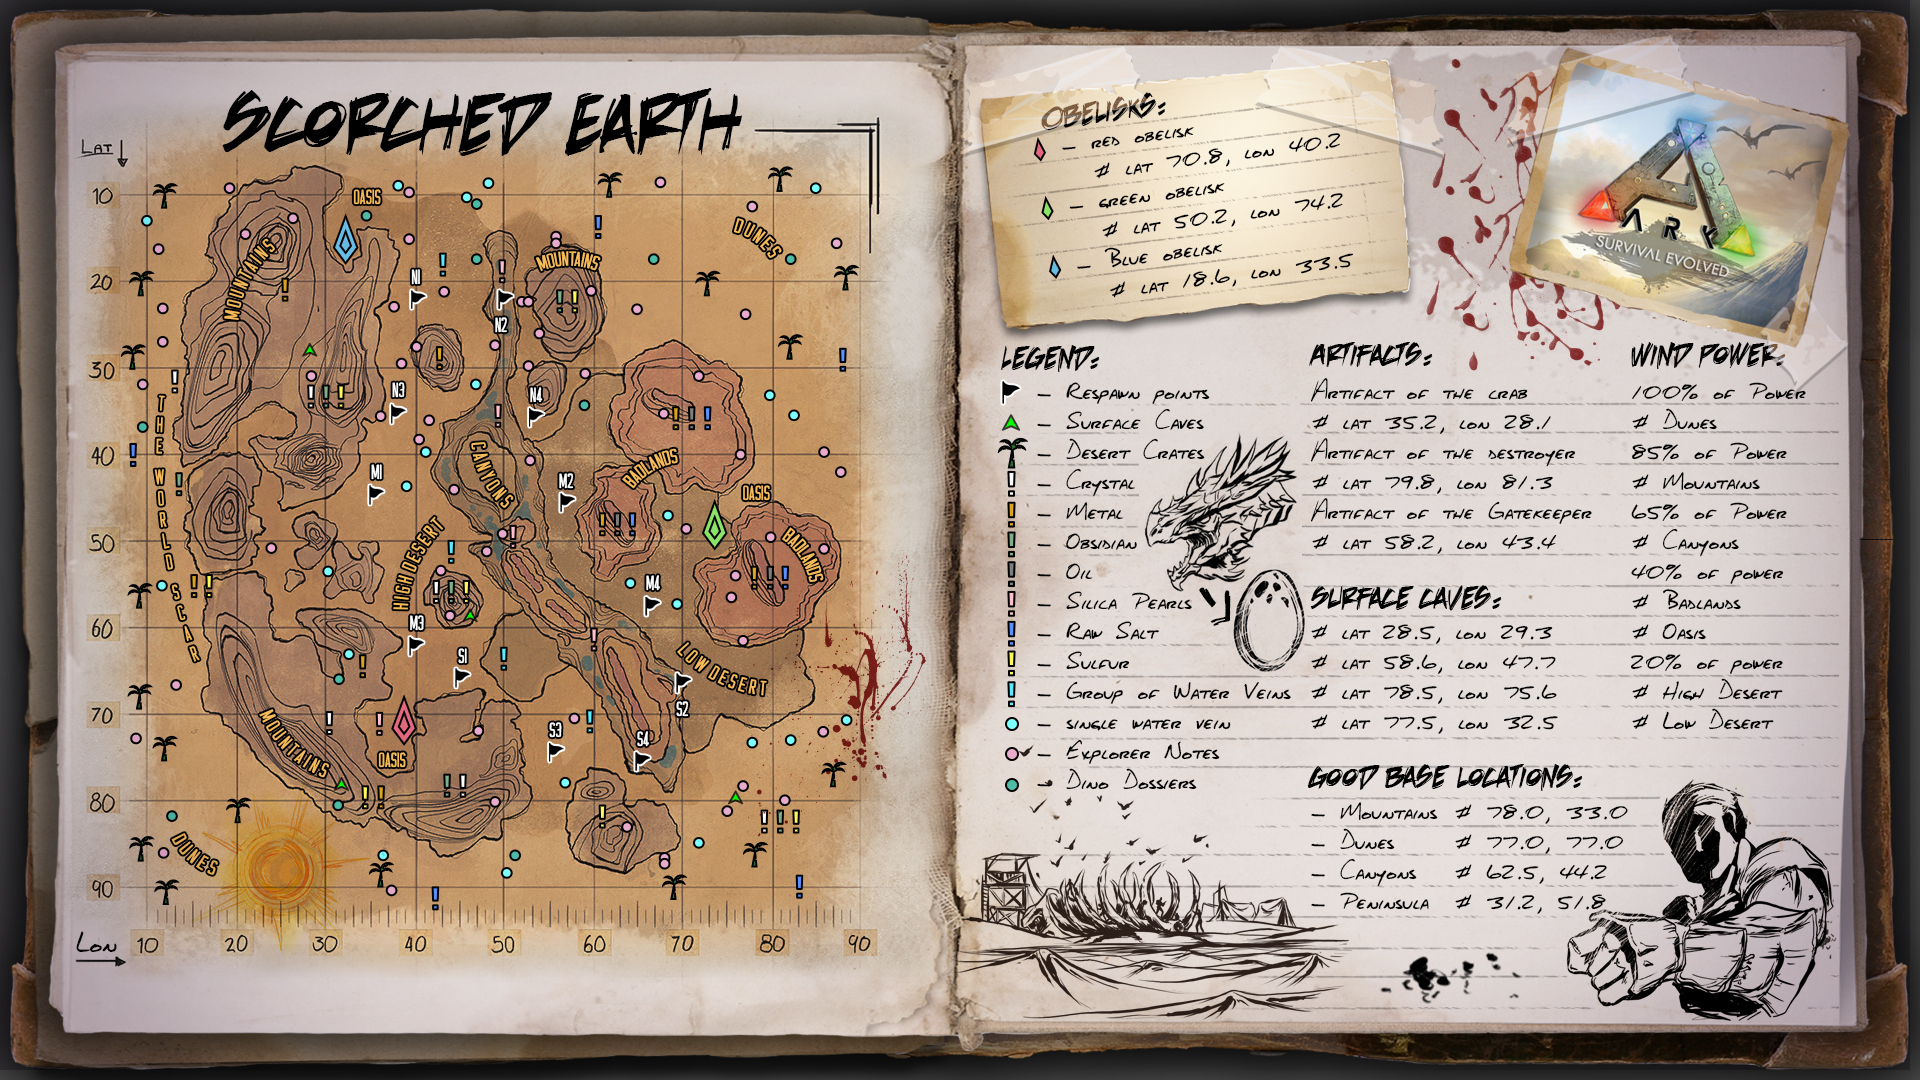 SCORCHED EARTH
LAT
10
20
30
40
50
60
70
80
90
LON 10 20 30 40 50 60 70 80 90
OASIS
MOUNTAINS
MOUNTAINS
DUNES
N1
N2
N3
N4
THE WORLD SCAR
CANYONS
BADLANDS
M1
M2
OASIS
BADLANDS
HIGH DESERT
M4
M3
S1
LOW DESERT
S2
S3
S4
MOUNTAINS
OASIS
DUNES
OBELISKS:
– RED OBELISK
# LAT 70.8, LON 40.2
– GREEN OBELISK
# LAT 50.2, LON 74.2
– BLUE OBELISK
# LAT 18.6, LON 33.5
ARK
SURVIVAL EVOLVED
LEGEND:
– RESPAWN POINTS
– SURFACE CAVES
– DESERT CRATES
– CRYSTAL
– METAL
– OBSIDIAN
– OIL
– SILICA PEARLS
– RAW SALT
– SULFUR
– GROUP OF WATER VEINS
– SINGLE WATER VEIN
– EXPLORER NOTES
– DINO DOSSIERS
ARTIFACTS:
ARTIFACT OF THE CRAB
# LAT 35.2, LON 28.1
ARTIFACT OF THE DESTROYER
# LAT 79.8, LON 81.3
ARTIFACT OF THE GATEKEEPER
# LAT 58.2, LON 43.4
SURFACE CAVES:
# LAT 28.5, LON 29.3
# LAT 58.6, LON 47.7
# LAT 78.5, LON 75.6
# LAT 77.5, LON 32.5
WIND POWER:
100% OF POWER
# DUNES
85% OF POWER
# MOUNTAINS
65% OF POWER
# CANYONS
40% OF POWER
# BADLANDS
# OASIS
20% OF POWER
# HIGH DESERT
# LOW DESERT
GOOD BASE LOCATIONS:
– MOUNTAINS # 78.0, 33.0
– DUNES # 77.0, 77.0
– CANYONS # 62.5, 44.2
– PENINSULA # 31.2, 51.8